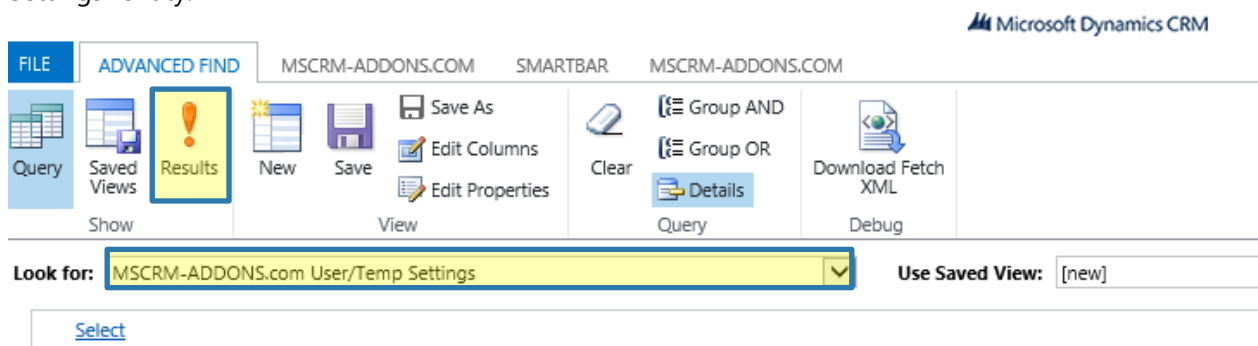 Microsoft Dynamics CRM
FILE ADVANCED FIND MSCRM-ADDONS.COM SMARTBAR MSCRM-ADDONS.COM
Query Saved Views Results New Save Save As Edit Columns Edit Properties Clear Group AND Group OR Details Download Fetch XML
Show View Query Debug
Look for: MSCRM-ADDONS.com User/Temp Settings Use Saved View: [new]
Select